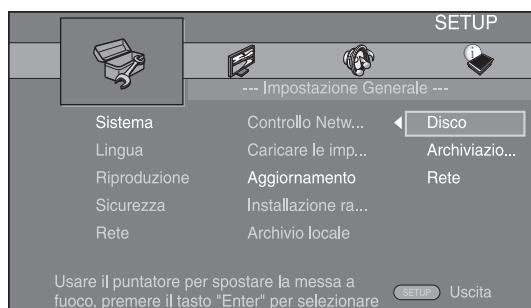 SETUP
--- Impostazione Generale ---
Sistema Controllo Netw... Disco
Lingua Caricare le imp... Archiviazio...
Riproduzione Aggiornamento Rete
Sicurezza Installazione ra...
Rete Archivio locale
Usare il puntatore per spostare la messa a
fuoco, premere il tasto "Enter" per selezionare
SETUP Uscita